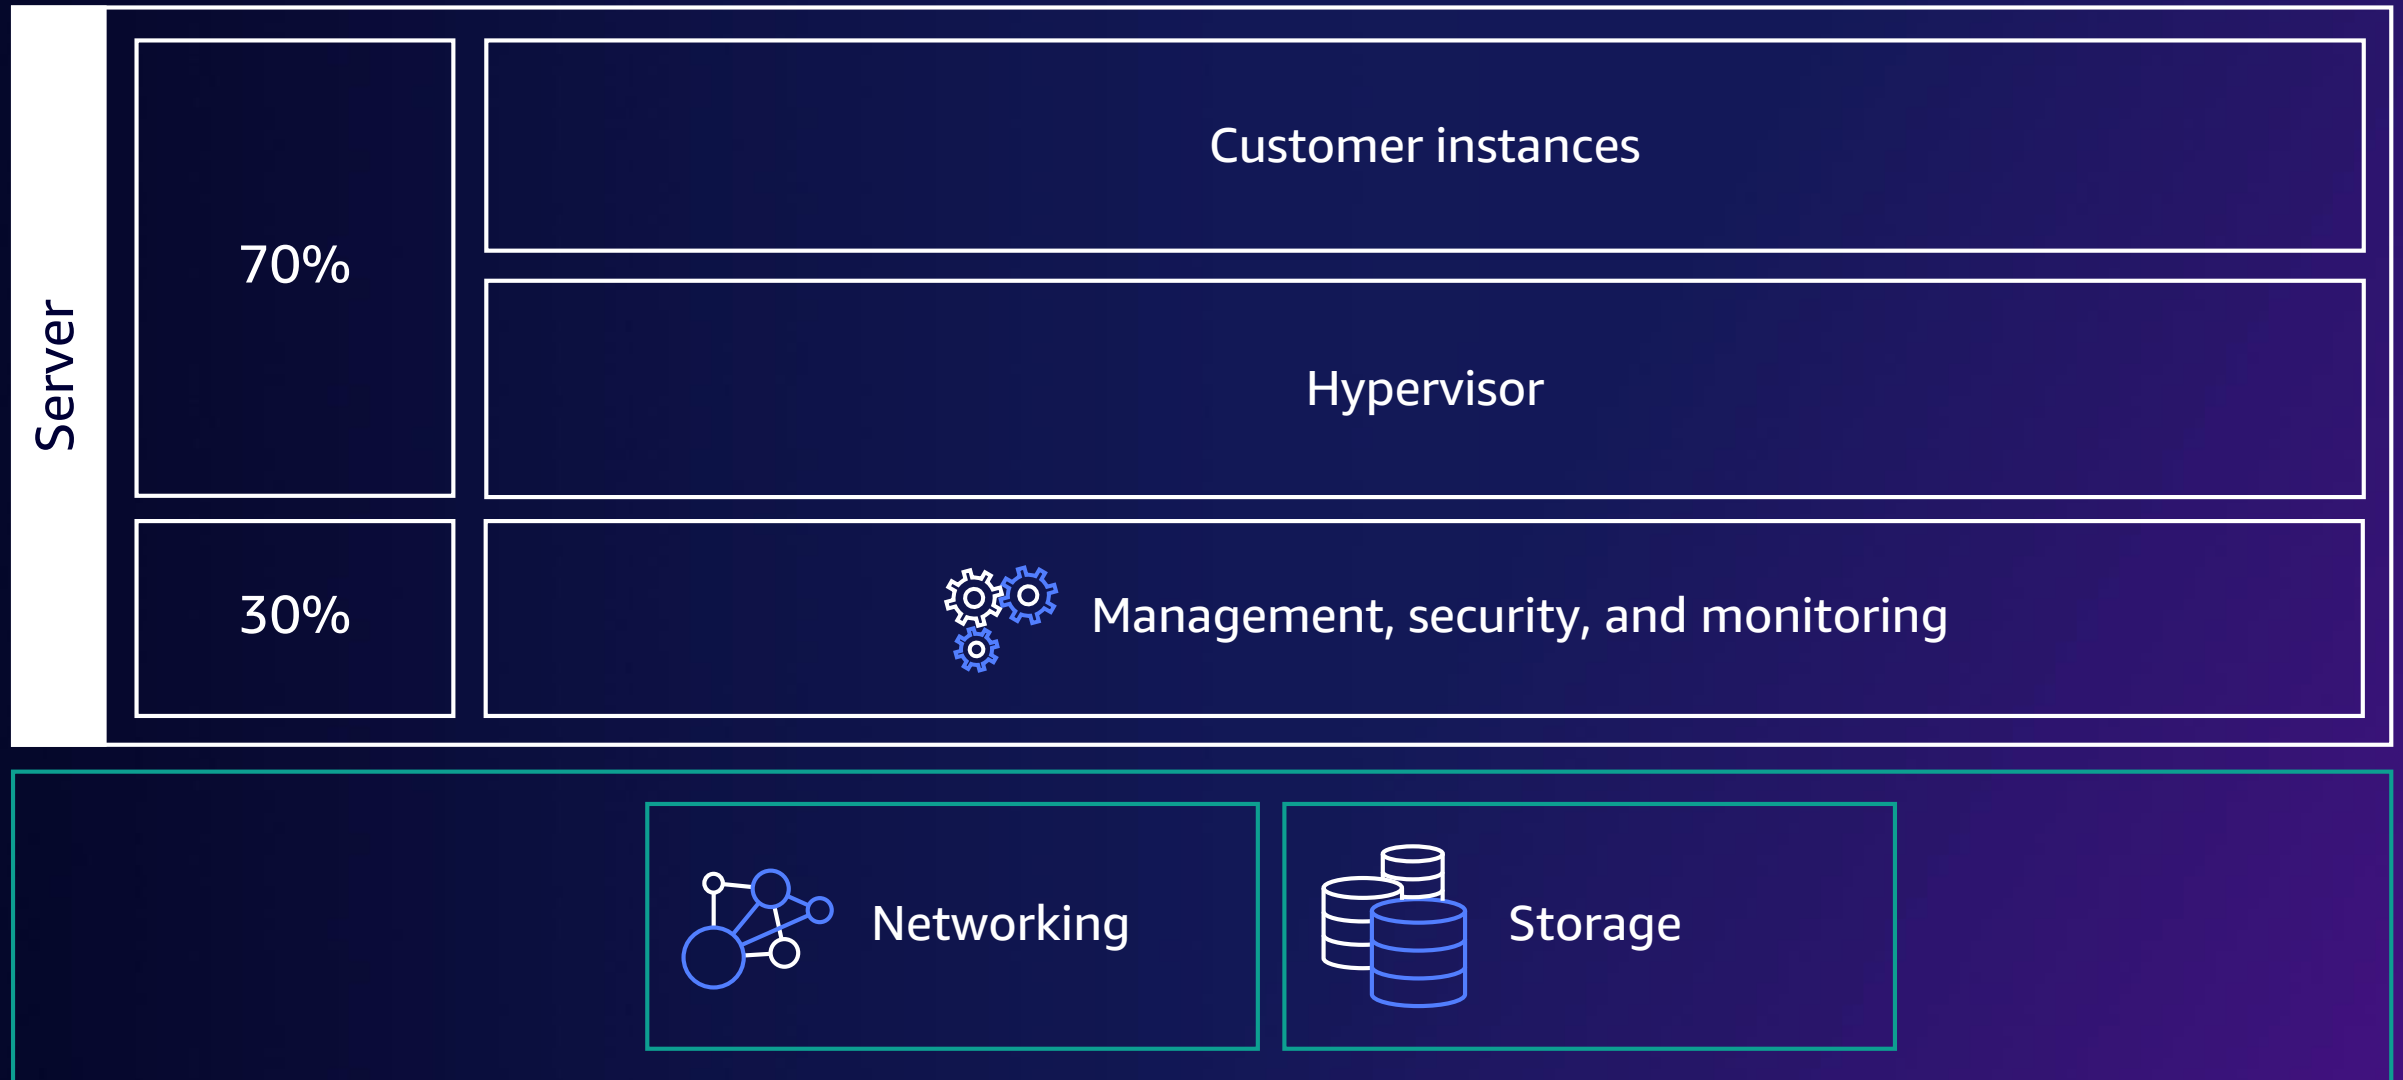 Server
70%
Customer instances
Hypervisor
30%
Management, security, and monitoring
Networking
Storage